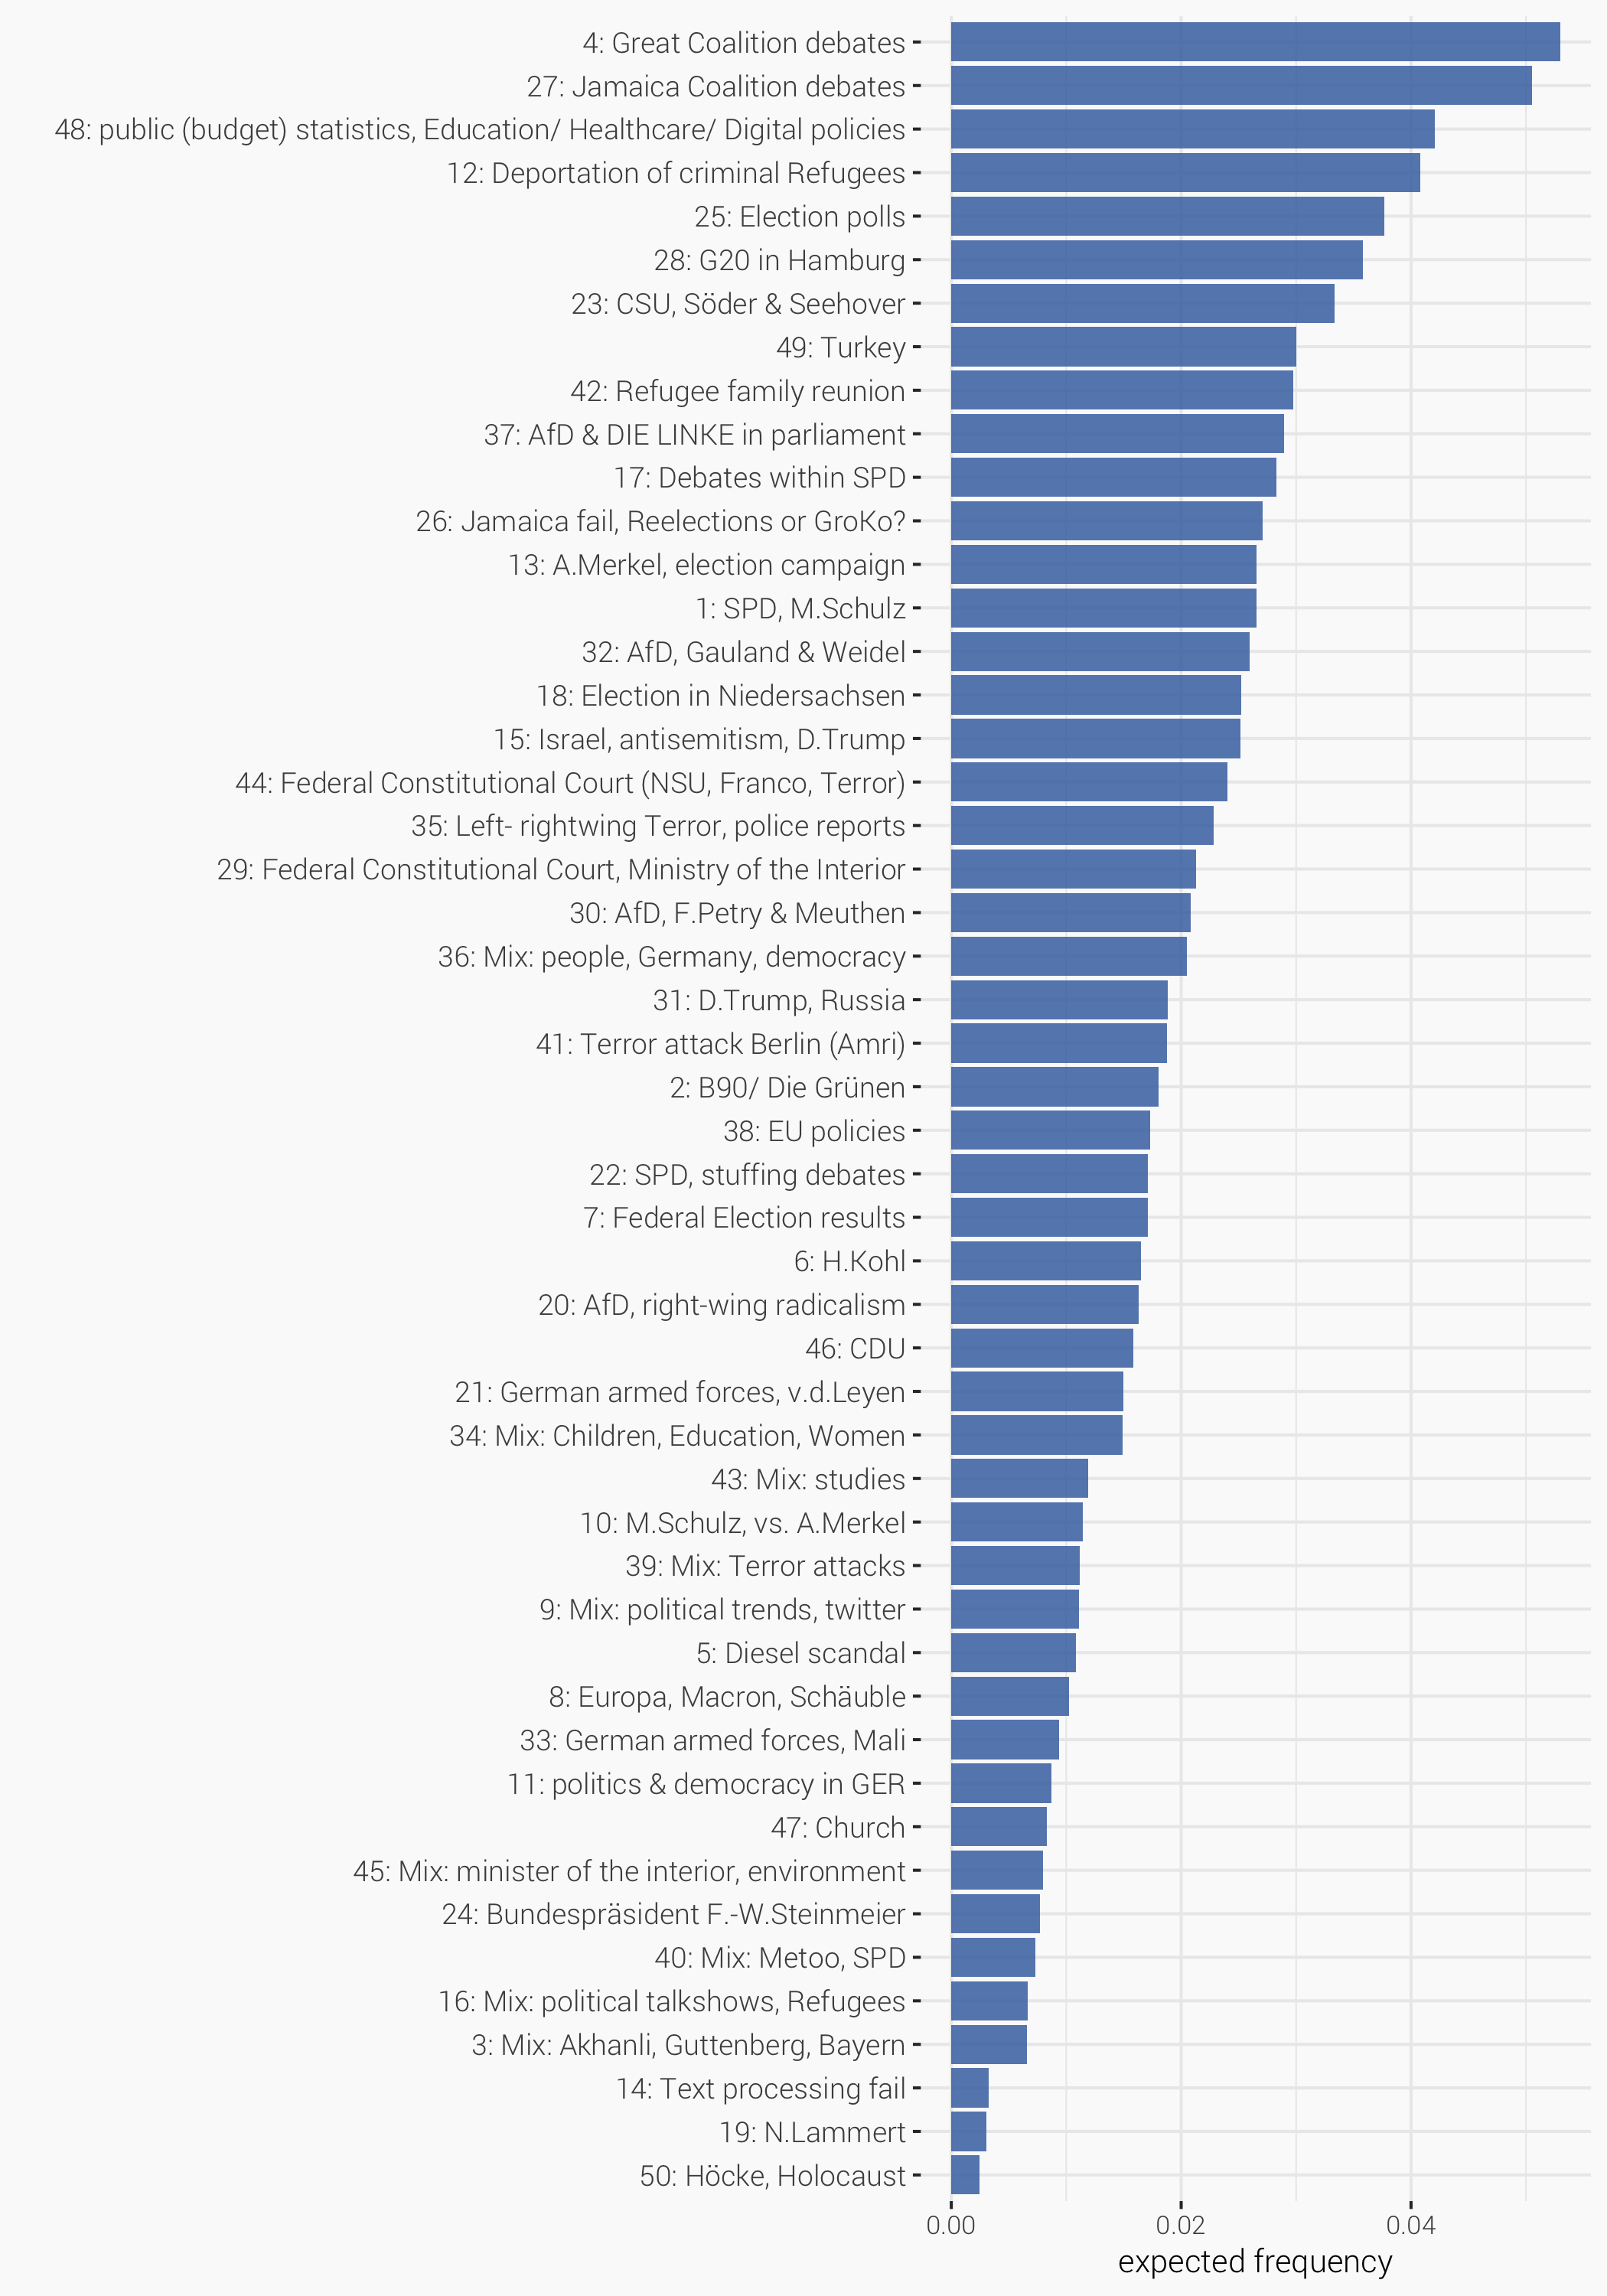 4: Great Coalition debates
27: Jamaica Coalition debates
48: public (budget) statistics, Education/ Healthcare/ Digital policies
12: Deportation of criminal Refugees
25: Election polls
28: G20 in Hamburg
23: CSU, Söder & Seehover
49: Turkey
42: Refugee family reunion
37: AfD & DIE LINKE in parliament
17: Debates within SPD
26: Jamaica fail, Reelections or GroKo?
13: A.Merkel, election campaign
1: SPD, M.Schulz
32: AfD, Gauland & Weidel
18: Election in Niedersachsen
15: Israel, antisemitism, D.Trump
44: Federal Constitutional Court (NSU, Franco, Terror)
35: Left- rightwing Terror, police reports
29: Federal Constitutional Court, Ministry of the Interior
30: AfD, F.Petry & Meuthen
36: Mix: people, Germany, democracy
31: D.Trump, Russia
41: Terror attack Berlin (Amri)
2: B90/ Die Grünen
38: EU policies
22: SPD, stuffing debates
7: Federal Election results
6: H.Kohl
20: AfD, right-wing radicalism
46: CDU
21: German armed forces, v.d.Leyen
34: Mix: Children, Education, Women
43: Mix: studies
10: M.Schulz, vs. A.Merkel
39: Mix: Terror attacks
9: Mix: political trends, twitter
5: Diesel scandal
8: Europa, Macron, Schäuble
33: German armed forces, Mali
11: politics & democracy in GER
47: Church
45: Mix: minister of the interior, environment
24: Bundespräsident F.-W.Steinmeier
40: Mix: Metoo, SPD
16: Mix: political talkshows, Refugees
3: Mix: Akhanli, Guttenberg, Bayern
14: Text processing fail
19: N.Lammert
50: Höcke, Holocaust
0.00 0.02 0.04
expected frequency